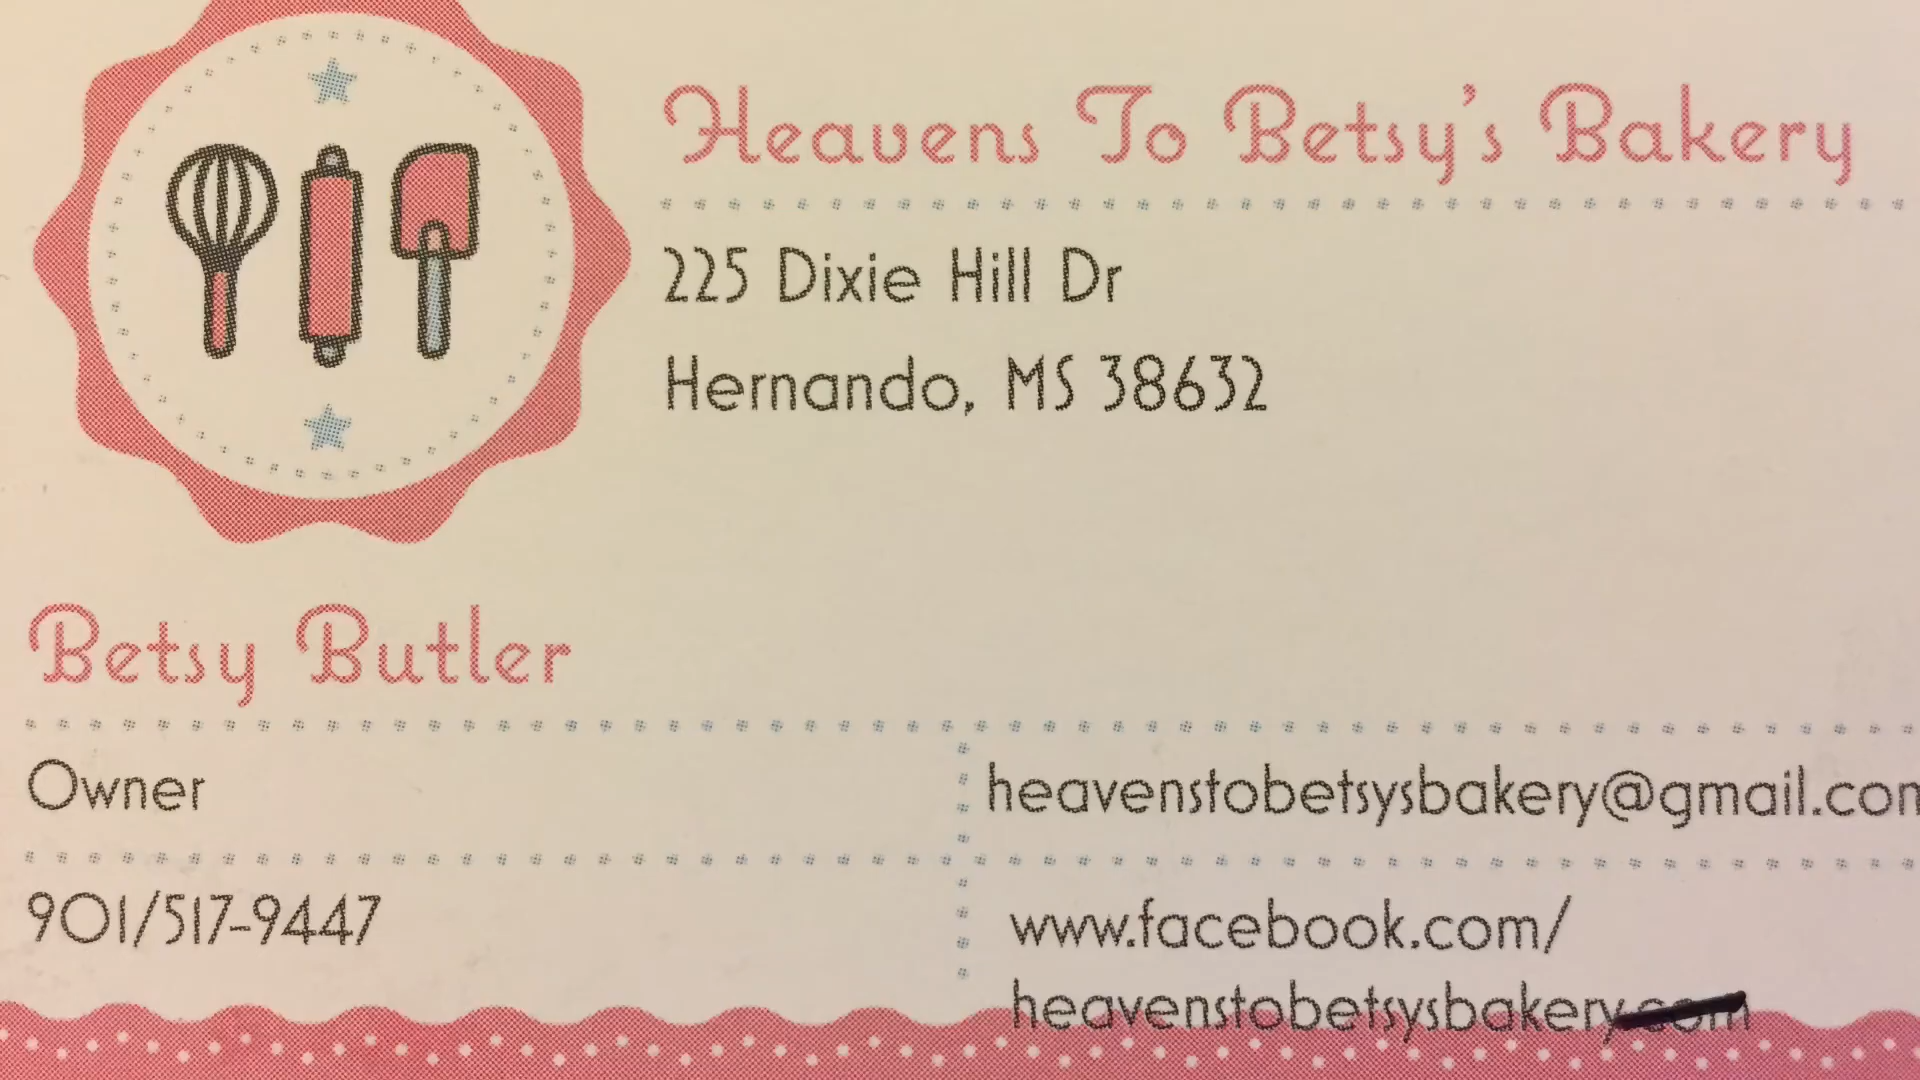 Heavens To Betsy's Bakery
225 Dixie Hill Dr
Hernando, MS 38632
Betsy Butler
Owner
heavenstobetsysbakery@gmail.com
901/517-9447
www.facebook.com/
heavenstobetsysbakery.com